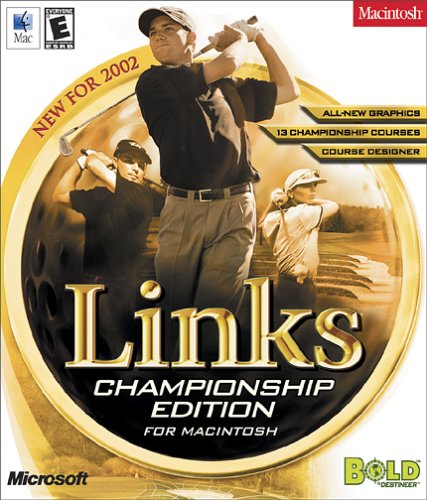 Mac
EVERYONE
E
ESRB
Macintosh
NEW FOR 2002
ALL-NEW GRAPHICS
13 CHAMPIONSHIP COURSES
COURSE DESIGNER
Links
CHAMPIONSHIP
EDITION
FOR MACINTOSH
Microsoft
BOLD
BY DESTINEER